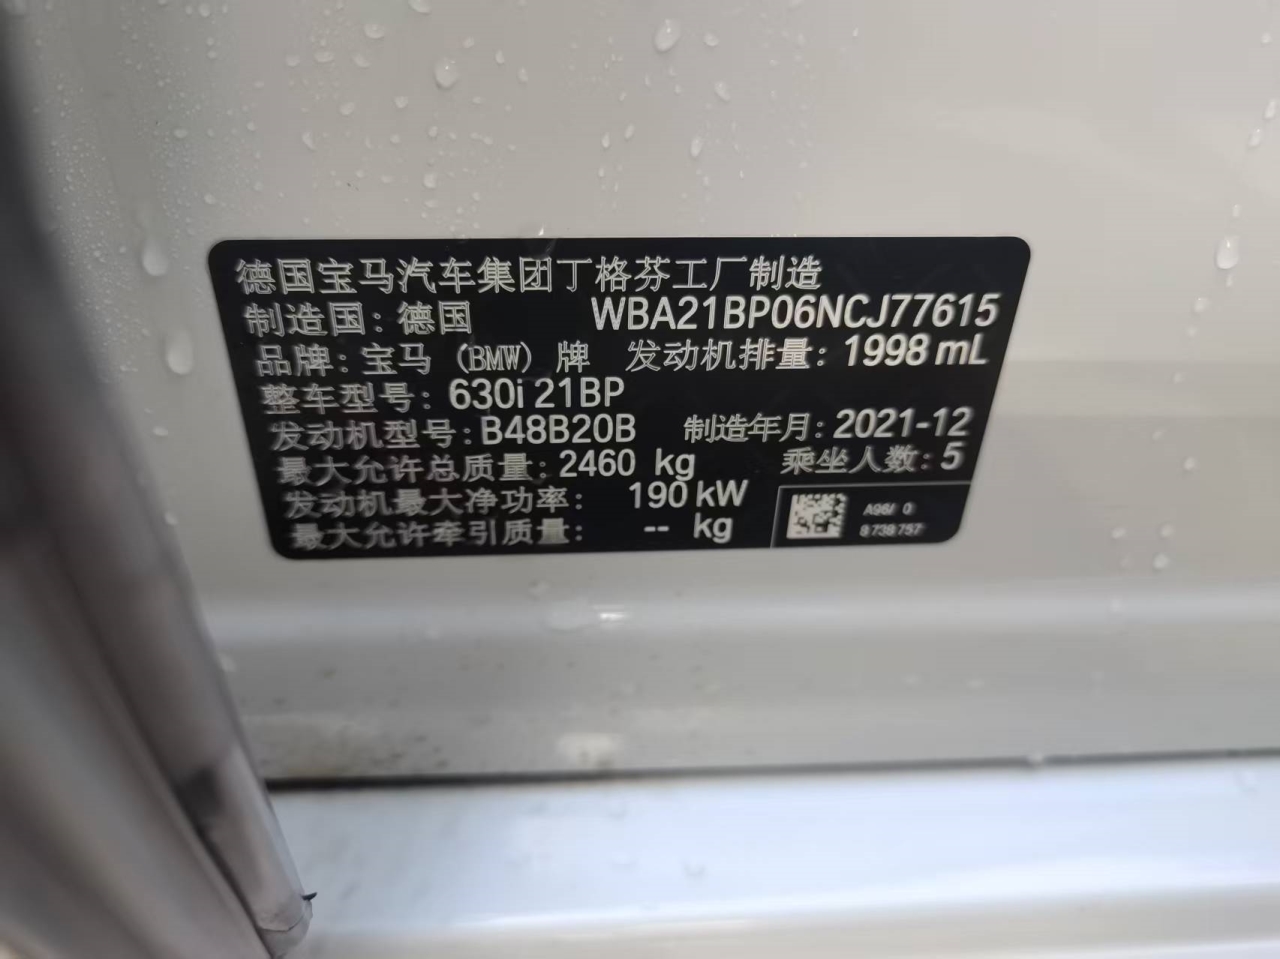 德国宝马汽车集团丁格芬工厂制造
制造国：德国 WBA21BP06NCJ77615
品牌：宝马（BMW）牌 发动机排量：1998 mL
整车型号：630i 21BP
发动机型号：B48B20B 制造年月：2021-12
最大允许总质量：2460 kg 乘坐人数：5
发动机最大净功率： 190 kW
最大允许牵引质量： -- kg
0
8 738 757